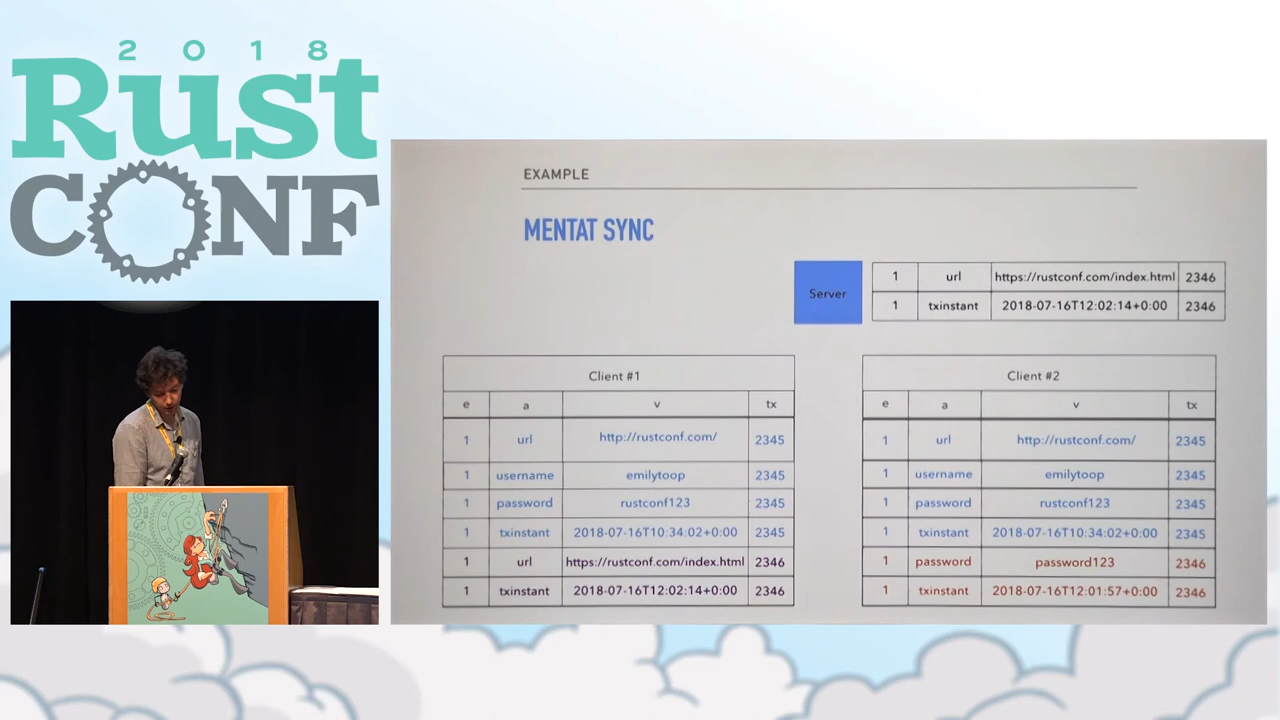 2018
Rust
CONF
EXAMPLE
MENTAT SYNC
Server
1 url https://rustconf.com/index.html 2346
1 txinstant 2018-07-16T12:02:14+0:00 2346
Client #1
e a v tx
1 url http://rustconf.com/ 2345
1 username emilytoop 2345
1 password rustconf123 2345
1 txinstant 2018-07-16T10:34:02+0:00 2345
1 url https://rustconf.com/index.html 2346
1 txinstant 2018-07-16T12:02:14+0:00 2346
Client #2
e a v tx
1 url http://rustconf.com/ 2345
1 username emilytoop 2345
1 password rustconf123 2345
1 txinstant 2018-07-16T10:34:02+0:00 2345
1 password password123 2346
1 txinstant 2018-07-16T12:01:57+0:00 2346